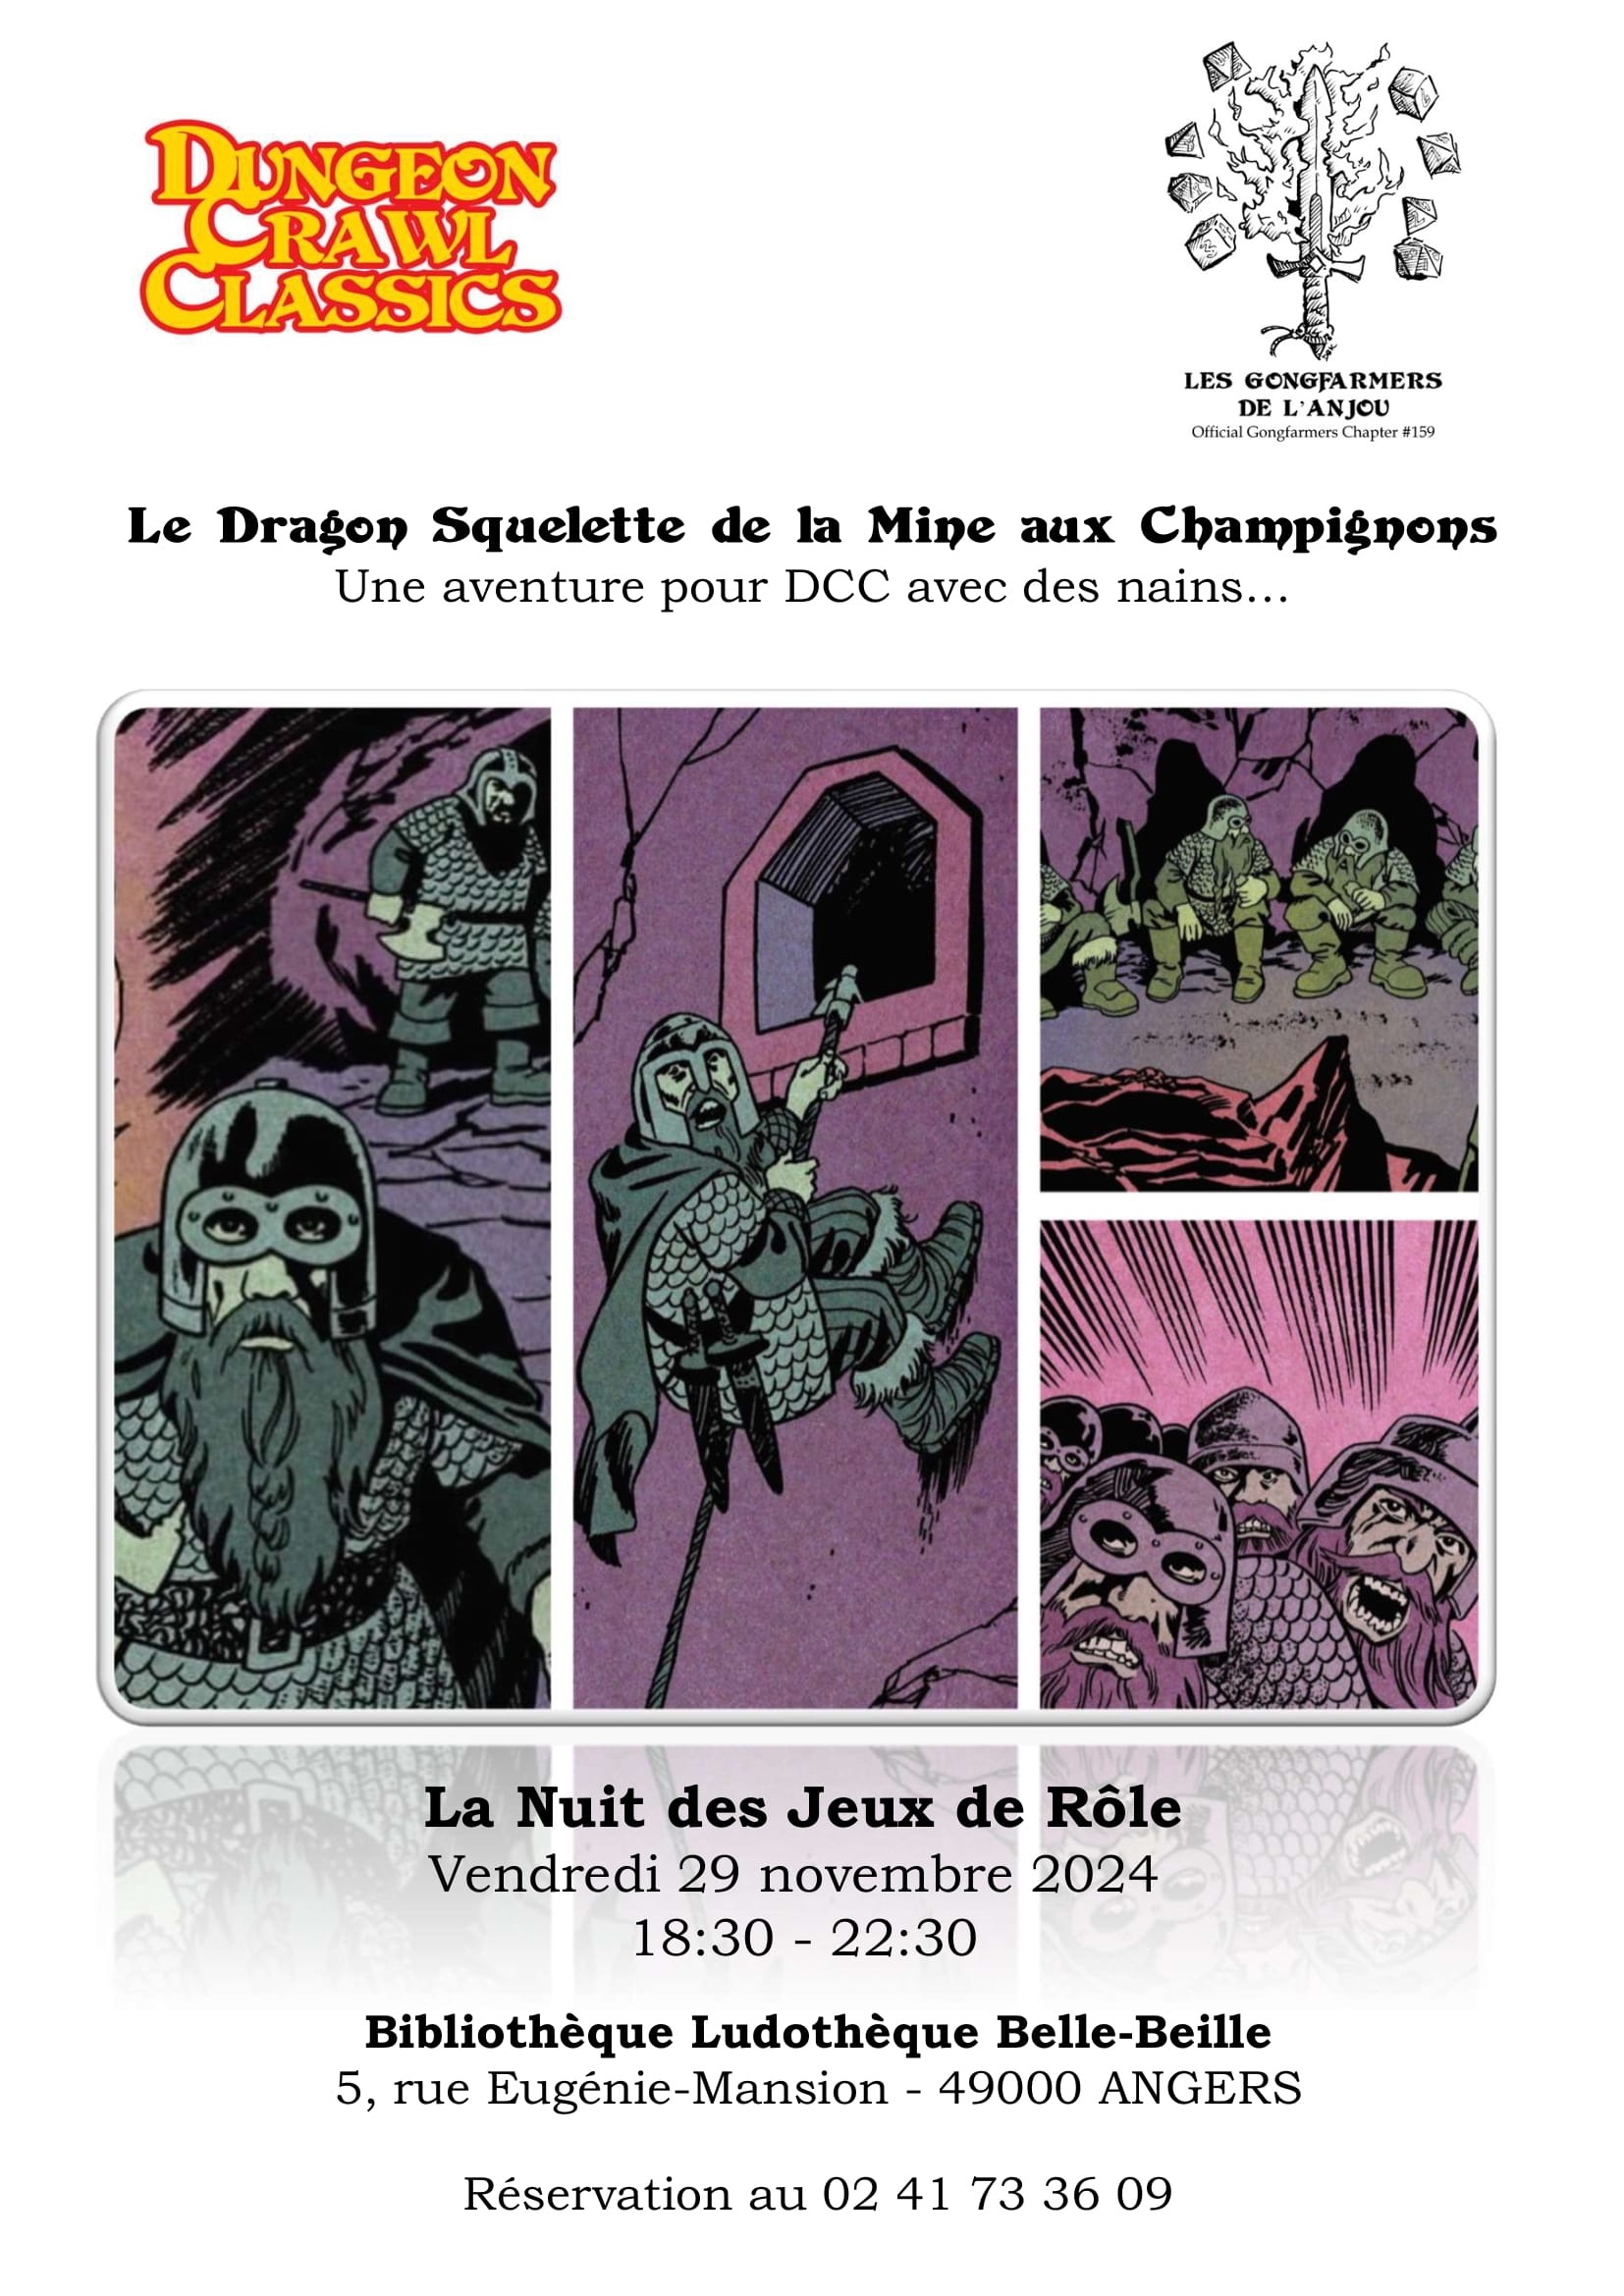 DUNGEON
CRAWL
CLASSICS
LES GONGFARMERS
DE L'ANJOU
Official Gongfarmers Chapter #159
Le Dragon Squelette de la Mine aux Champignons
Une aventure pour DCC avec des nains...
La Nuit des Jeux de Rôle
Vendredi 29 novembre 2024
18:30 - 22:30
Bibliothèque Ludothèque Belle-Beille
5, rue Eugénie-Mansion - 49000 ANGERS
Réservation au 02 41 73 36 09